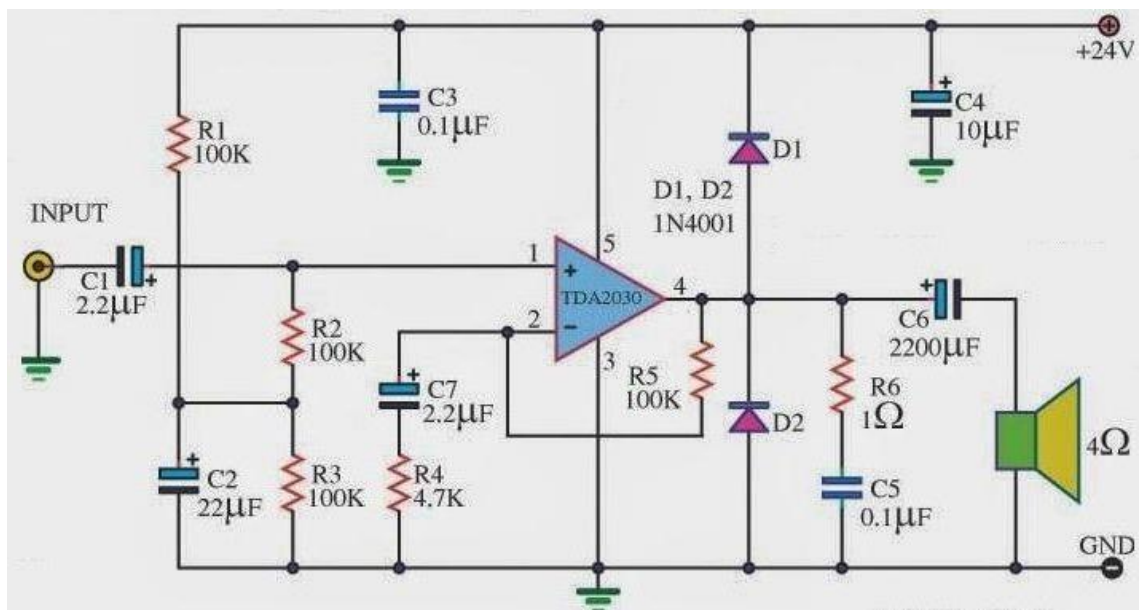 +24V
C3
0.1µF
C4
10µF
R1
100K
D1
D1, D2
1N4001
INPUT
C1
+
2.2µF
1
+
5
TDA2030
4
2
−
3
R2
100K
+
C6
2200µF
R5
100K
+
C7
2.2µF
R6
1Ω
D2
4Ω
+
C2
22µF
R3
100K
R4
4.7K
C5
0.1µF
GND